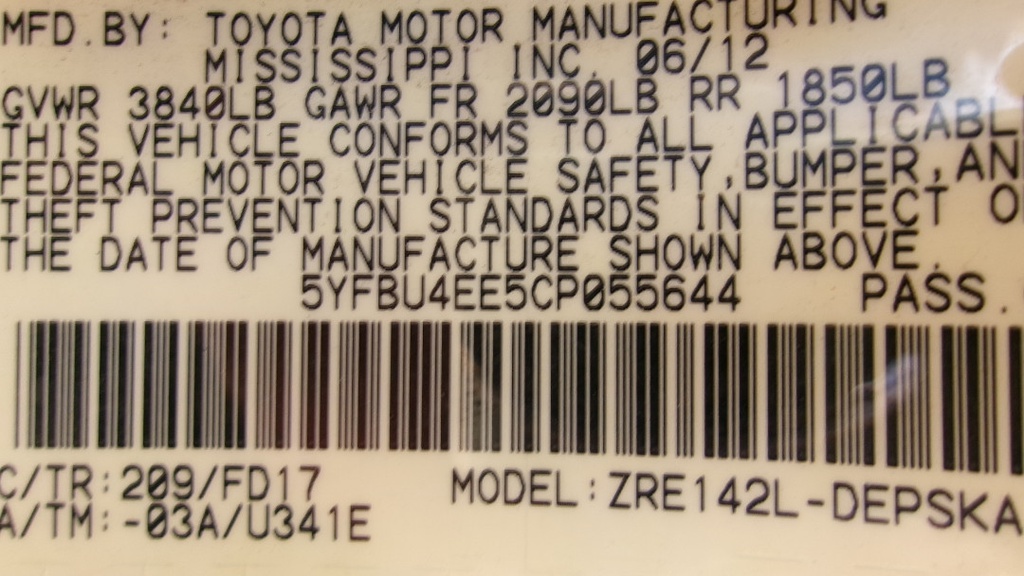 MFD.BY: TOYOTA MOTOR MANUFACTURING
MISSISSIPPI INC. 06/12
GVWR 3840LB GAWR FR 2090LB RR 1850LB
THIS VEHICLE CONFORMS TO ALL APPLICABL
FEDERAL MOTOR VEHICLE SAFETY,BUMPER,AN
THEFT PREVENTION STANDARDS IN EFFECT O
THE DATE OF MANUFACTURE SHOWN ABOVE.
5YFBU4EE5CP055644 PASS.
C/TR:209/FD17 MODEL:ZRE142L-DEPSKA
A/TM:-03A/U341E